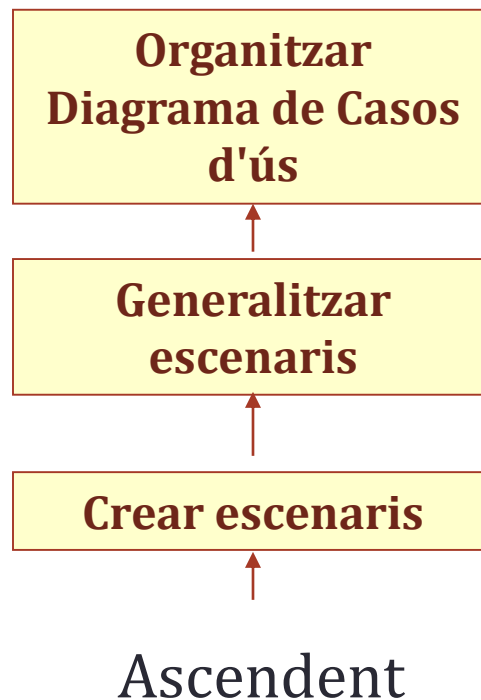 Organitzar
Diagrama de Casos
d'ús
Generalitzar
escenaris
Crear escenaris
Ascendent